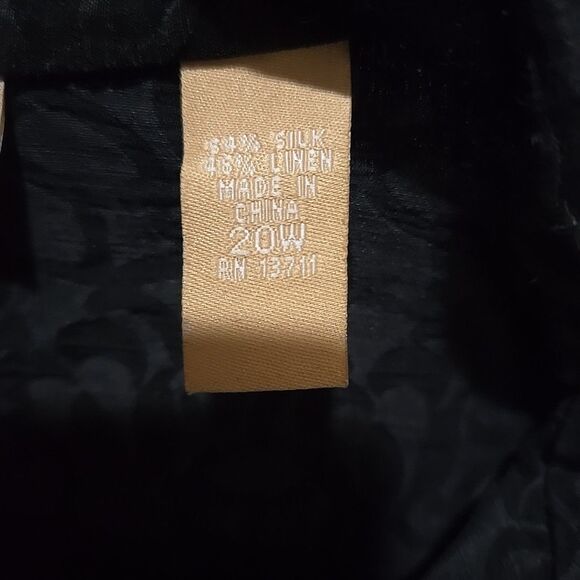 54% SILK
46% LINEN
MADE IN
CHINA
20W
RN 13711